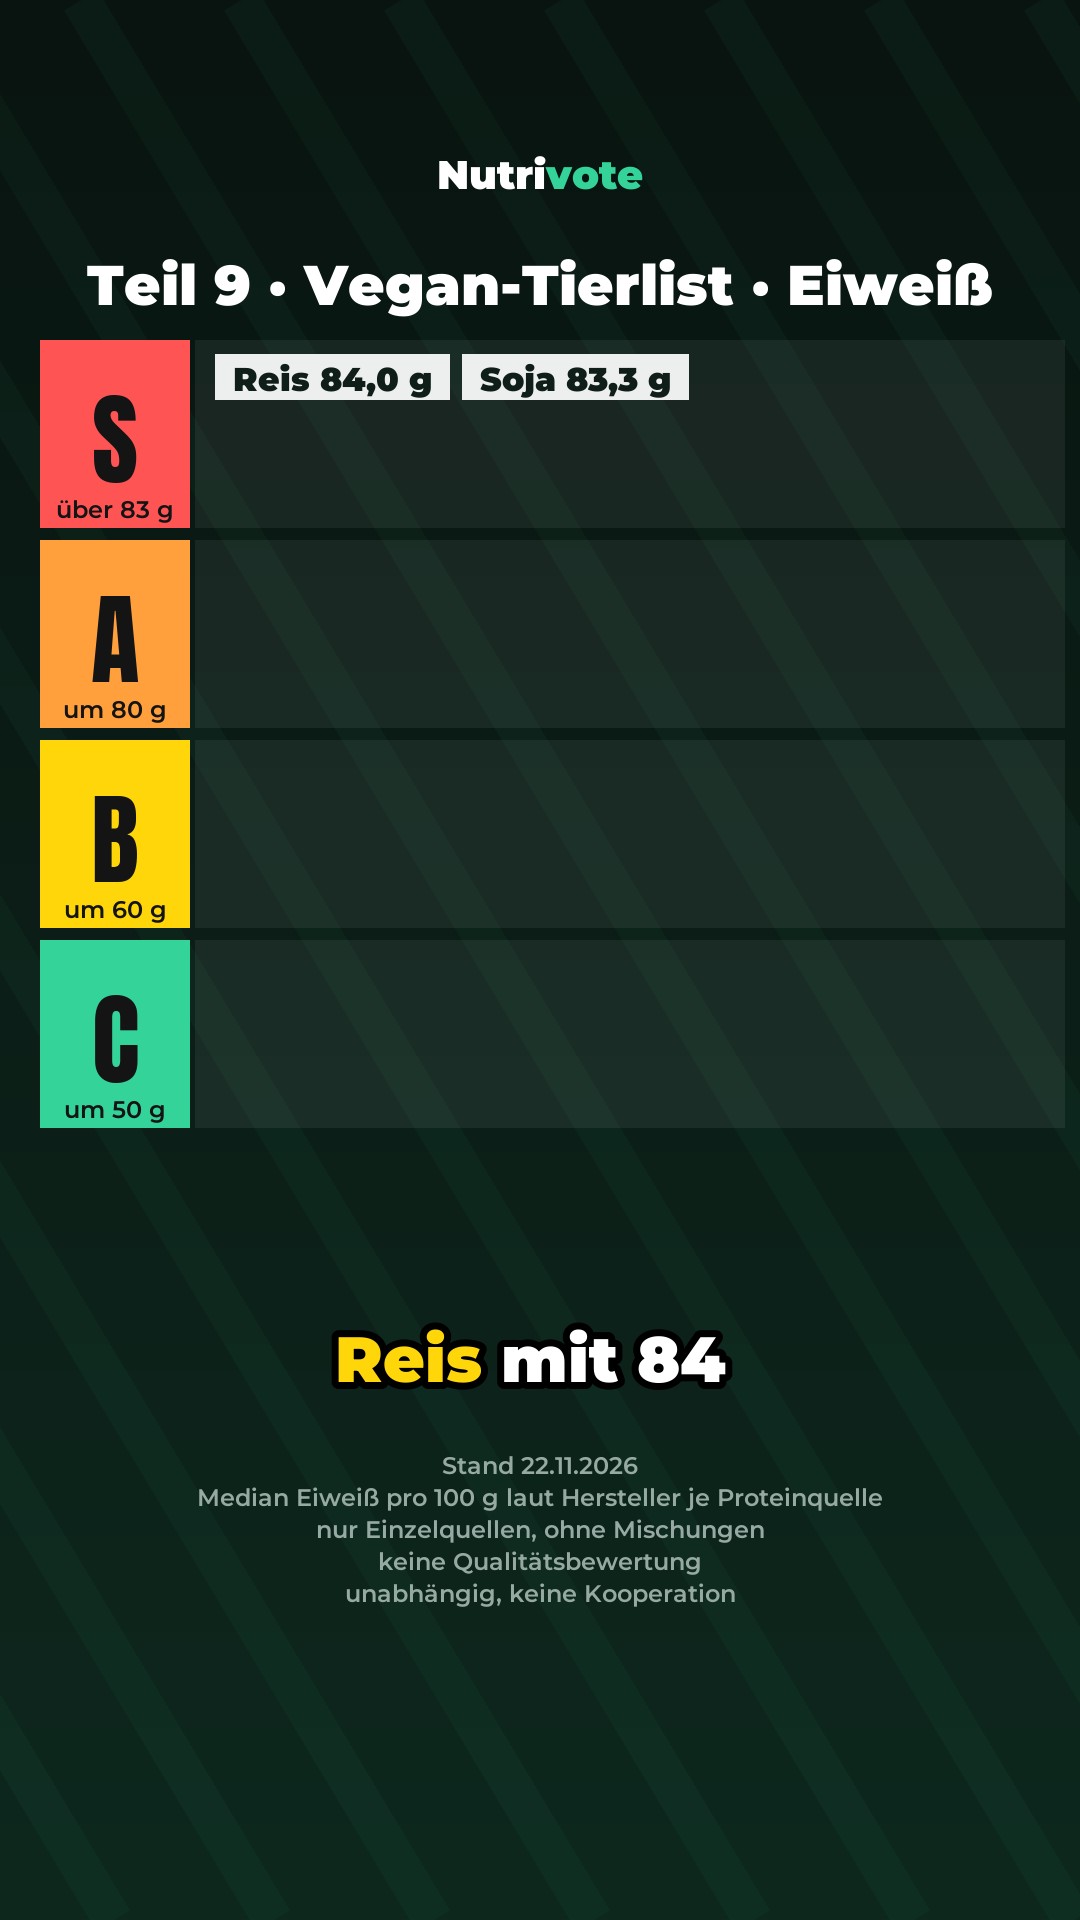 Nutrivote
Teil 9 • Vegan-Tierlist • Eiweiß
S
über 83 g
Reis 84,0 g
Soja 83,3 g
A
um 80 g
B
um 60 g
C
um 50 g
Reis mit 84
Stand 22.11.2026
Median Eiweiß pro 100 g laut Hersteller je Proteinquelle
nur Einzelquellen, ohne Mischungen
keine Qualitätsbewertung
unabhängig, keine Kooperation